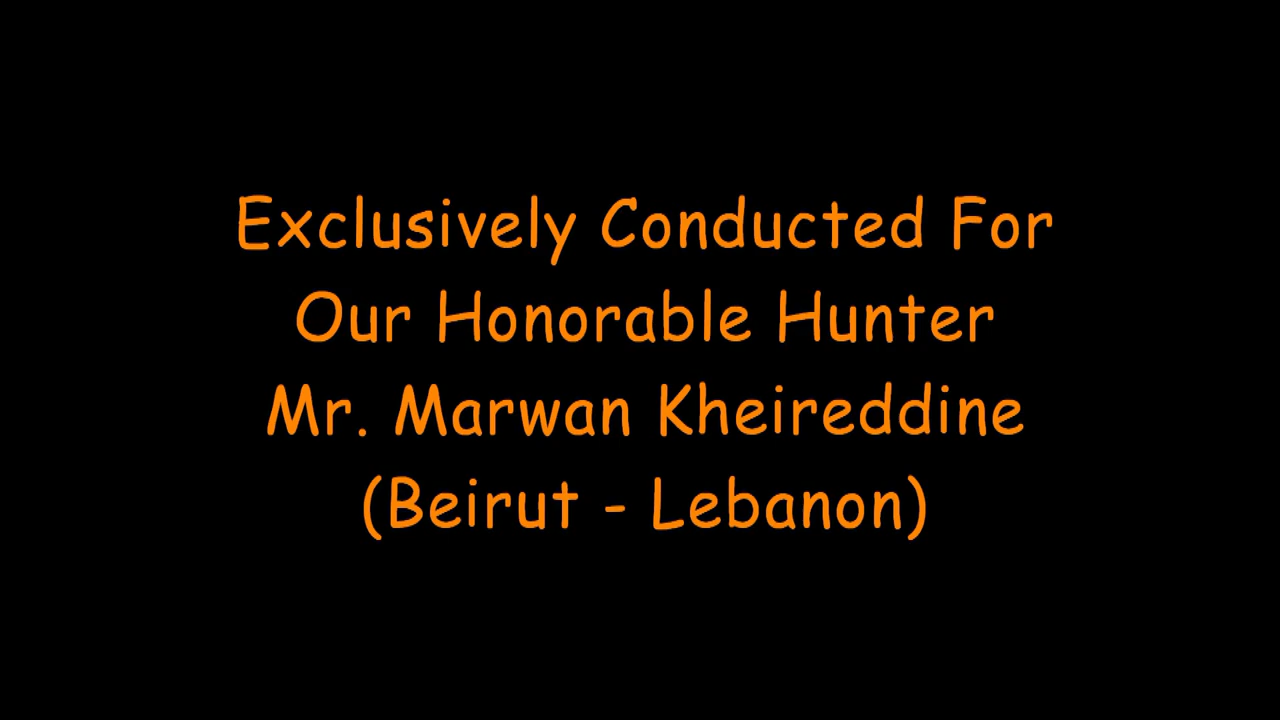 Exclusively Conducted For
Our Honorable Hunter
Mr. Marwan Kheireddine
(Beirut - Lebanon)